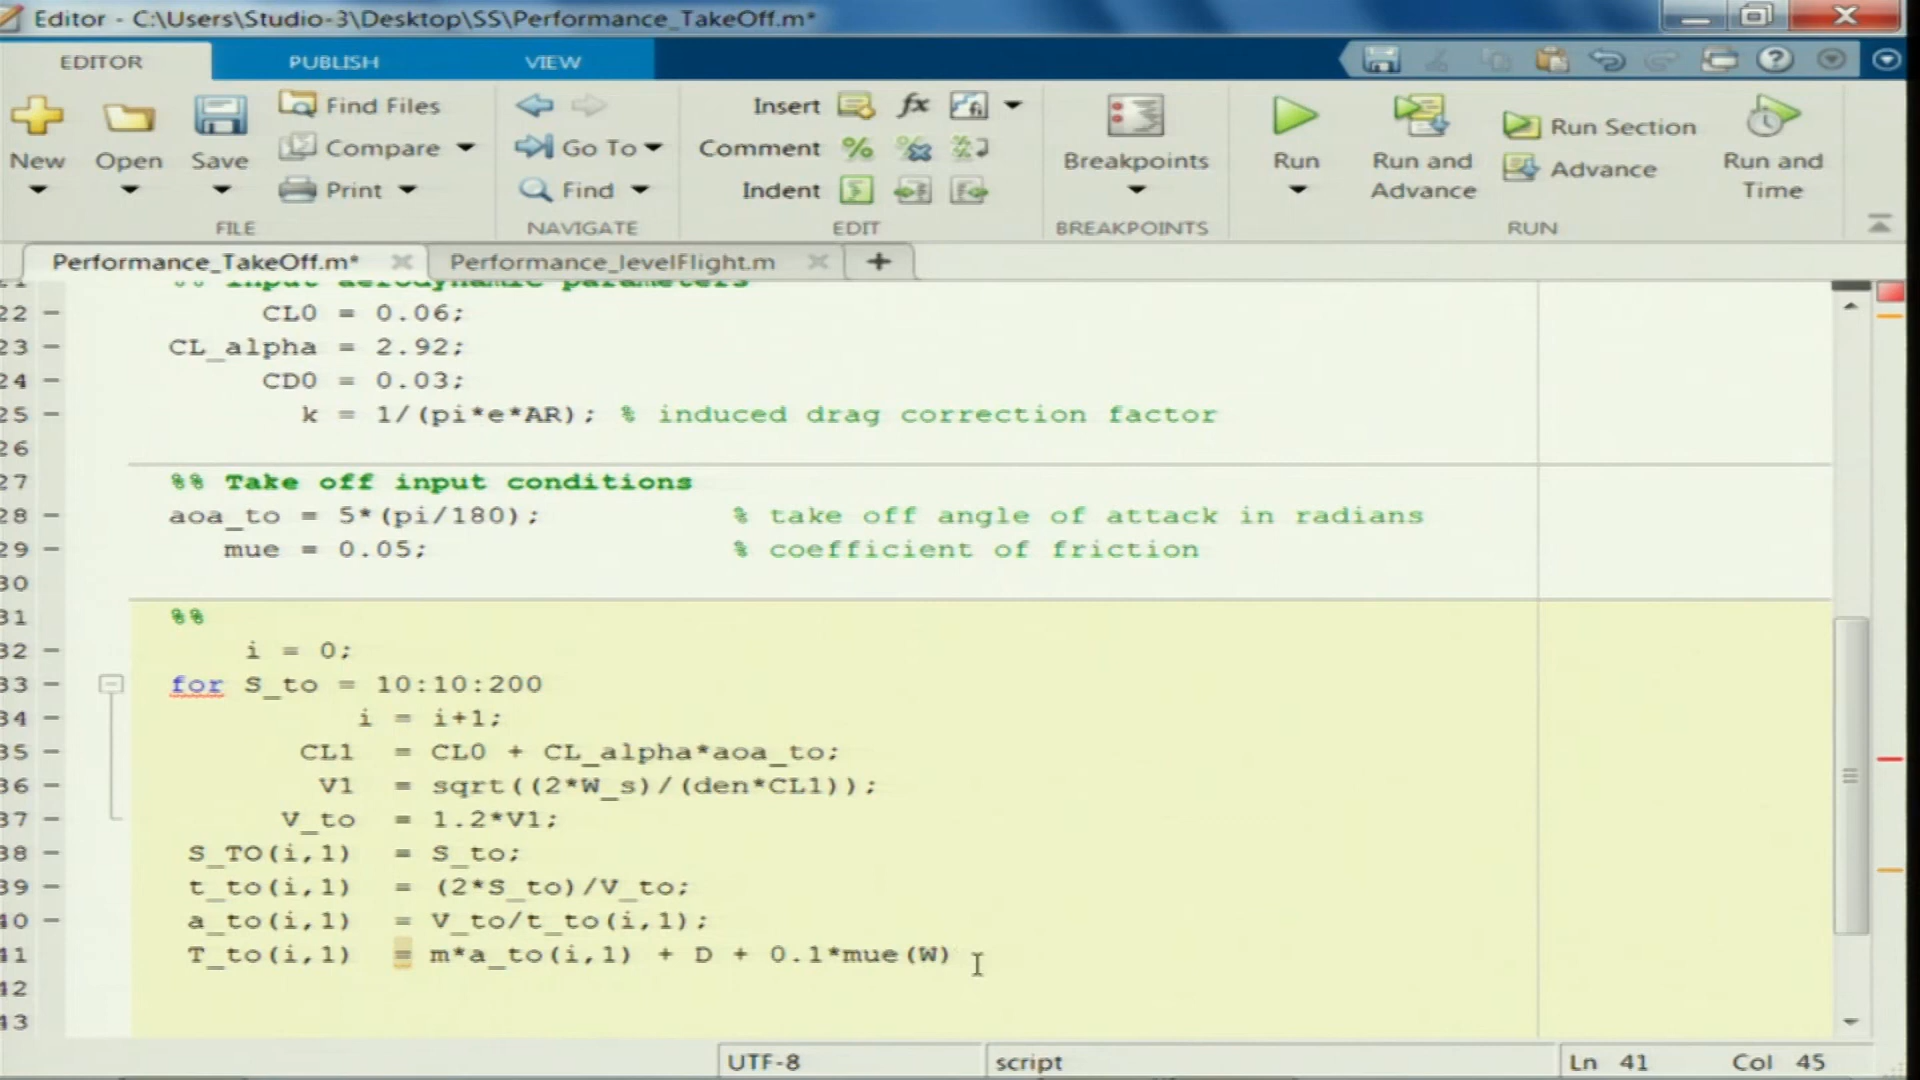 Editor - C:\Users\Studio-3\Desktop\SS\Performance_TakeOff.m*
EDITOR PUBLISH VIEW
New Open Save Find Files Compare Print
Go To Find
Insert fx
Comment
Indent
Breakpoints
Run Run and Advance Run Section Advance Run and Time
FILE NAVIGATE EDIT BREAKPOINTS RUN
Performance_TakeOff.m* Performance_levelFlight.m +
21 %% Input aerodynamic parameters
22 - CL0 = 0.06;
23 - CL_alpha = 2.92;
24 - CD0 = 0.03;
25 - k = 1/(pi*e*AR); % induced drag correction factor
26
27 %% Take off input conditions
28 - aoa_to = 5*(pi/180); % take off angle of attack in radians
29 - mue = 0.05; % coefficient of friction
30
31 %%
32 - i = 0;
33 - for S_to = 10:10:200
34 - i = i+1;
35 - CL1 = CL0 + CL_alpha*aoa_to;
36 - V1 = sqrt((2*W_s)/(den*CL1));
37 - V_to = 1.2*V1;
38 - S_TO(i,1) = S_to;
39 - t_to(i,1) = (2*S_to)/V_to;
40 - a_to(i,1) = V_to/t_to(i,1);
41 T_to(i,1) = m*a_to(i,1) + D + 0.1*mue(W)
42
43
UTF-8 script Ln 41 Col 45